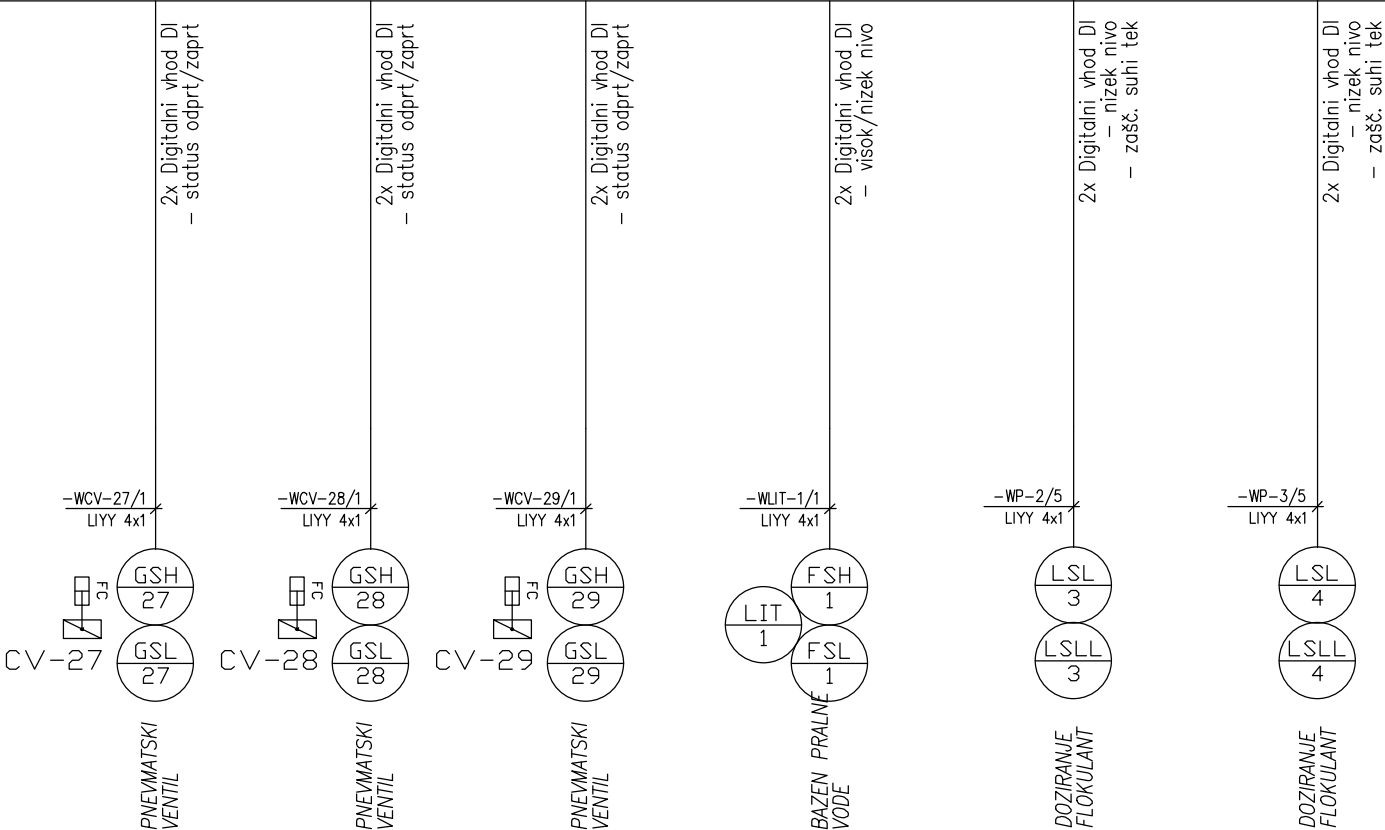 2x Digitalni vhod DI
- status odprt/zaprt
-WCV-27/1
LIYY 4x1
FC
GSH
27
GSL
27
CV-27
PNEVMATSKI
VENTIL
2x Digitalni vhod DI
- status odprt/zaprt
-WCV-28/1
LIYY 4x1
FC
GSH
28
GSL
28
CV-28
PNEVMATSKI
VENTIL
2x Digitalni vhod DI
- status odprt/zaprt
-WCV-29/1
LIYY 4x1
FC
GSH
29
GSL
29
CV-29
PNEVMATSKI
VENTIL
2x Digitalni vhod DI
- visok/nizek nivo
-WLIT-1/1
LIYY 4x1
LIT
1
FSH
1
FSL
1
BAZEN PRALNE
VODE
2x Digitalni vhod DI
- nizek nivo
- zašč. suhi tek
-WP-2/5
LIYY 4x1
LSL
3
LSLL
3
DOZIRANJE
FLOKULANT
2x Digitalni vhod DI
- nizek nivo
- zašč. suhi tek
-WP-3/5
LIYY 4x1
LSL
4
LSLL
4
DOZIRANJE
FLOKULANT